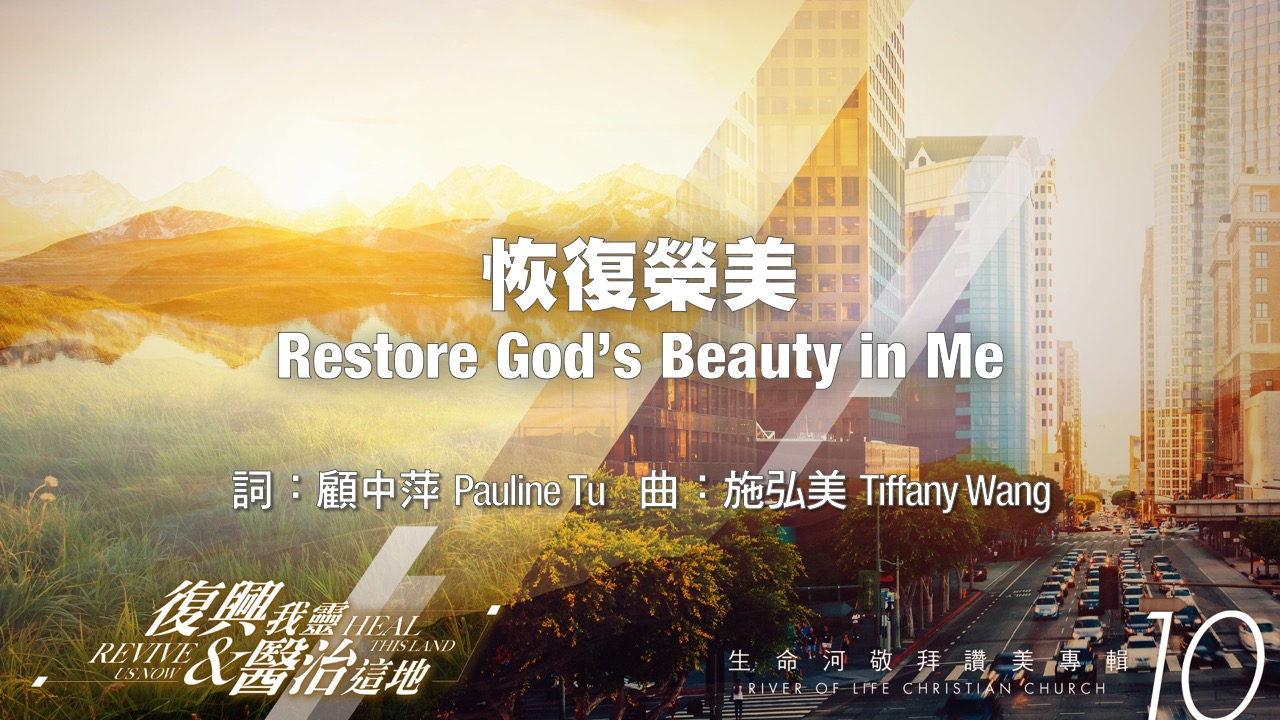 恢復榮美
Restore God’s Beauty in Me
詞：顧中萍 Pauline Tu 曲：施弘美 Tiffany Wang
復興我靈 HEAL
REVIVE THIS LAND
US NOW &醫治這地
生命河敬拜讚美專輯 10
RIVER OF LIFE CHRISTIAN CHURCH